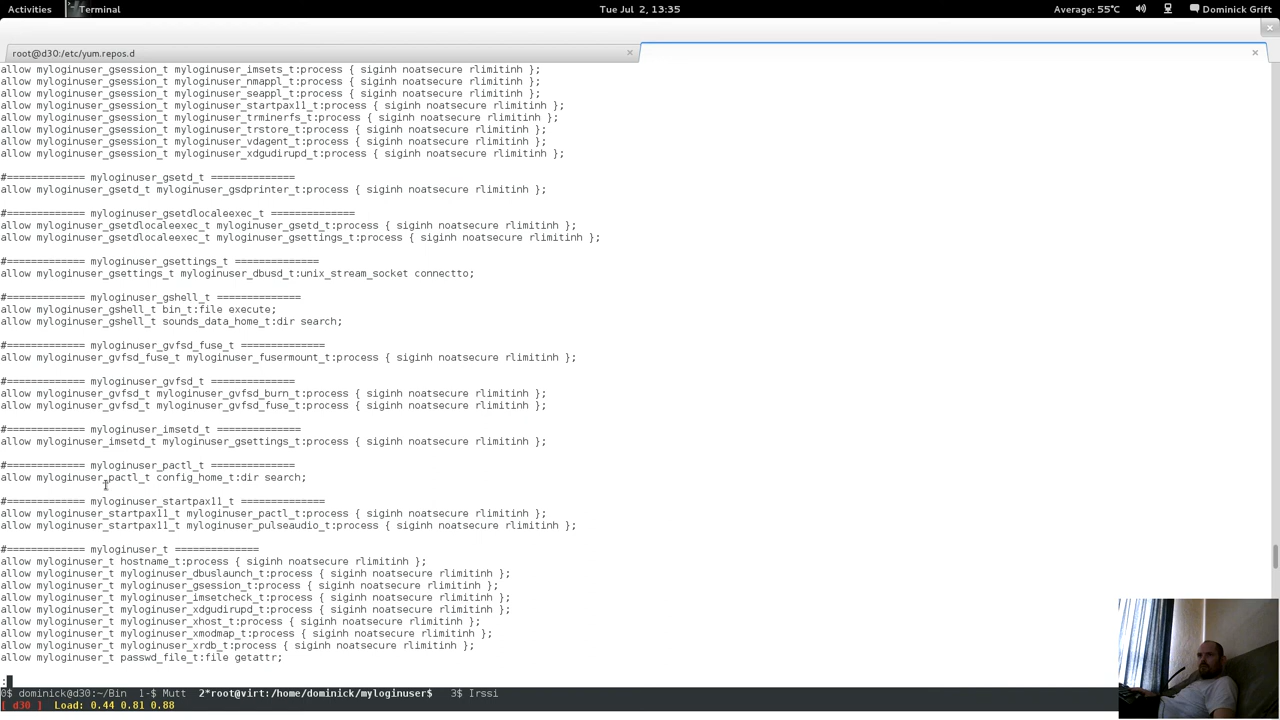 Activities Terminal Tue Jul 2, 13:35 Average: 55°C Dominick Grift
root@d30:/etc/yum.repos.d
allow myloginuser_gsession_t myloginuser_imsets_t:process { siginh noatsecure rlimitinh };
allow myloginuser_gsession_t myloginuser_nmappl_t:process { siginh noatsecure rlimitinh };
allow myloginuser_gsession_t myloginuser_seappl_t:process { siginh noatsecure rlimitinh };
allow myloginuser_gsession_t myloginuser_startpax11_t:process { siginh noatsecure rlimitinh };
allow myloginuser_gsession_t myloginuser_trminerfs_t:process { siginh noatsecure rlimitinh };
allow myloginuser_gsession_t myloginuser_trstore_t:process { siginh noatsecure rlimitinh };
allow myloginuser_gsession_t myloginuser_vdagent_t:process { siginh noatsecure rlimitinh };
allow myloginuser_gsession_t myloginuser_xdgudirupd_t:process { siginh noatsecure rlimitinh };
#============= myloginuser_gsetd_t ==============
allow myloginuser_gsetd_t myloginuser_gsdprinter_t:process { siginh noatsecure rlimitinh };
#============= myloginuser_gsetdlocaleexec_t ==============
allow myloginuser_gsetdlocaleexec_t myloginuser_gsetd_t:process { siginh noatsecure rlimitinh };
allow myloginuser_gsetdlocaleexec_t myloginuser_gsettings_t:process { siginh noatsecure rlimitinh };
#============= myloginuser_gsettings_t ==============
allow myloginuser_gsettings_t myloginuser_dbusd_t:unix_stream_socket connectto;
#============= myloginuser_gshell_t ==============
allow myloginuser_gshell_t bin_t:file execute;
allow myloginuser_gshell_t sounds_data_home_t:dir search;
#============= myloginuser_gvfsd_fuse_t ==============
allow myloginuser_gvfsd_fuse_t myloginuser_fusermount_t:process { siginh noatsecure rlimitinh };
#============= myloginuser_gvfsd_t ==============
allow myloginuser_gvfsd_t myloginuser_gvfsd_burn_t:process { siginh noatsecure rlimitinh };
allow myloginuser_gvfsd_t myloginuser_gvfsd_fuse_t:process { siginh noatsecure rlimitinh };
#============= myloginuser_imsetd_t ==============
allow myloginuser_imsetd_t myloginuser_gsettings_t:process { siginh noatsecure rlimitinh };
#============= myloginuser_pactl_t ==============
allow myloginuser_pactl_t config_home_t:dir search;
#============= myloginuser_startpax11_t ==============
allow myloginuser_startpax11_t myloginuser_pactl_t:process { siginh noatsecure rlimitinh };
allow myloginuser_startpax11_t myloginuser_pulseaudio_t:process { siginh noatsecure rlimitinh };
#============= myloginuser_t ==============
allow myloginuser_t hostname_t:process { siginh noatsecure rlimitinh };
allow myloginuser_t myloginuser_dbuslaunch_t:process { siginh noatsecure rlimitinh };
allow myloginuser_t myloginuser_gsession_t:process { siginh noatsecure rlimitinh };
allow myloginuser_t myloginuser_imsetcheck_t:process { siginh noatsecure rlimitinh };
allow myloginuser_t myloginuser_xdgudirupd_t:process { siginh noatsecure rlimitinh };
allow myloginuser_t myloginuser_xhost_t:process { siginh noatsecure rlimitinh };
allow myloginuser_t myloginuser_xmodmap_t:process { siginh noatsecure rlimitinh };
allow myloginuser_t myloginuser_xrdb_t:process { siginh noatsecure rlimitinh };
allow myloginuser_t passwd_file_t:file getattr;
:
0$ dominick@d30:~/Bin 1-$ Mutt 2*root@virt:/home/dominick/myloginuser$ 3$ Irssi
[ d30 ] Load: 0.44 0.81 0.88